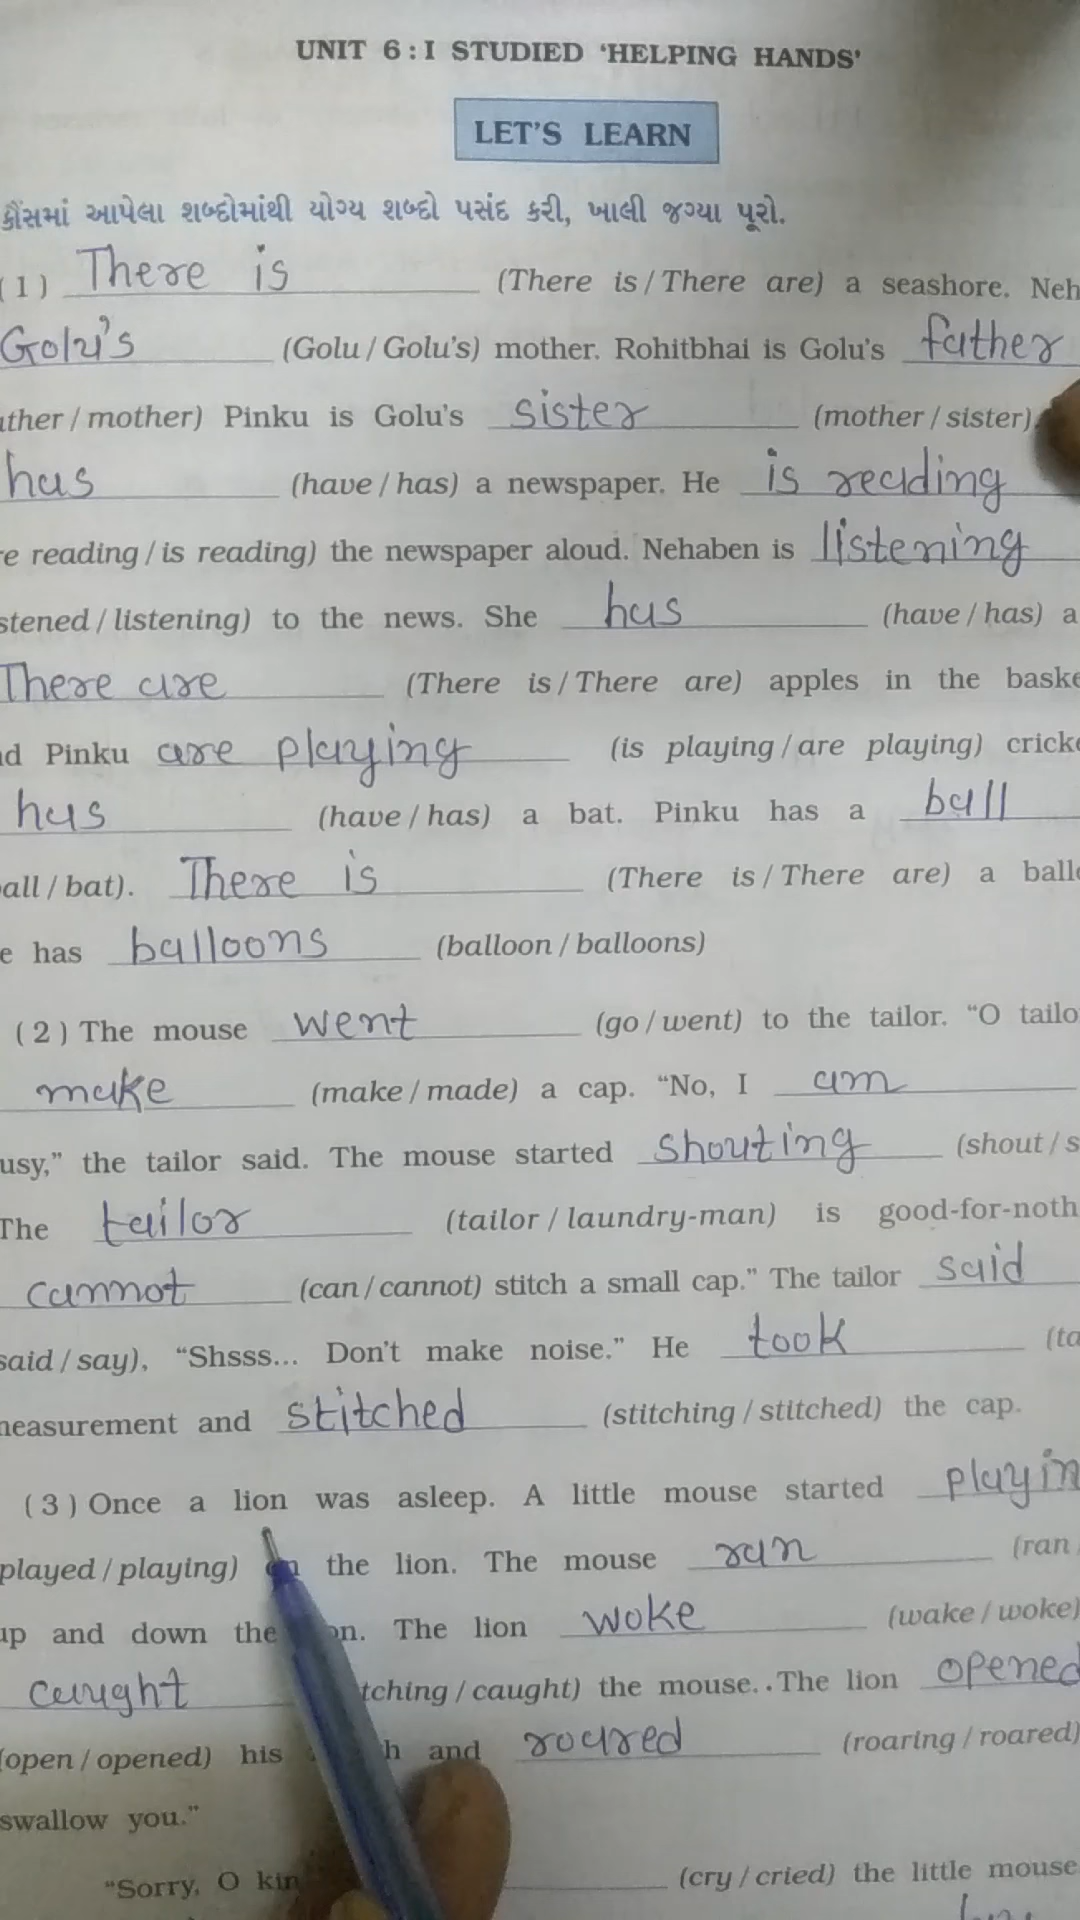 UNIT 6 : I STUDIED ‘HELPING HANDS’
LET'S LEARN
કૌંસમાં આપેલા શબ્દોમાંથી યોગ્ય શબ્દો પસંદ કરી, ખાલી જગ્યા પૂરો.
(1) There is (There is / There are) a seashore. Neh
Golu's (Golu / Golu's) mother. Rohitbhai is Golu's father
ather / mother) Pinku is Golu's sister (mother / sister)
has (have / has) a newspaper. He is reading
re reading / is reading) the newspaper aloud. Nehaben is listening
stened / listening) to the news. She has (have / has) a
There are (There is / There are) apples in the baske
nd Pinku are playing (is playing / are playing) cricke
has (have / has) a bat. Pinku has a ball
all / bat). There is (There is / There are) a ballo
e has balloons (balloon / balloons)
(2) The mouse went (go / went) to the tailor. “O tailo
make (make / made) a cap. “No, I am
usy,” the tailor said. The mouse started shouting (shout / s
The tailor (tailor / laundry-man) is good-for-noth
cannot (can / cannot) stitch a small cap.” The tailor said
said / say), “Shsss... Don't make noise.” He took (ta
measurement and stitched (stitching / stitched) the cap.
(3) Once a lion was asleep. A little mouse started playin
played / playing) on the lion. The mouse ran (ran /
up and down the on. The lion woke (wake / woke)
caught tching / caught) the mouse. . The lion opened
(open / opened) his h and roared (roaring / roared)
swallow you.”
“Sorry, O kin (cry / cried) the little mouse